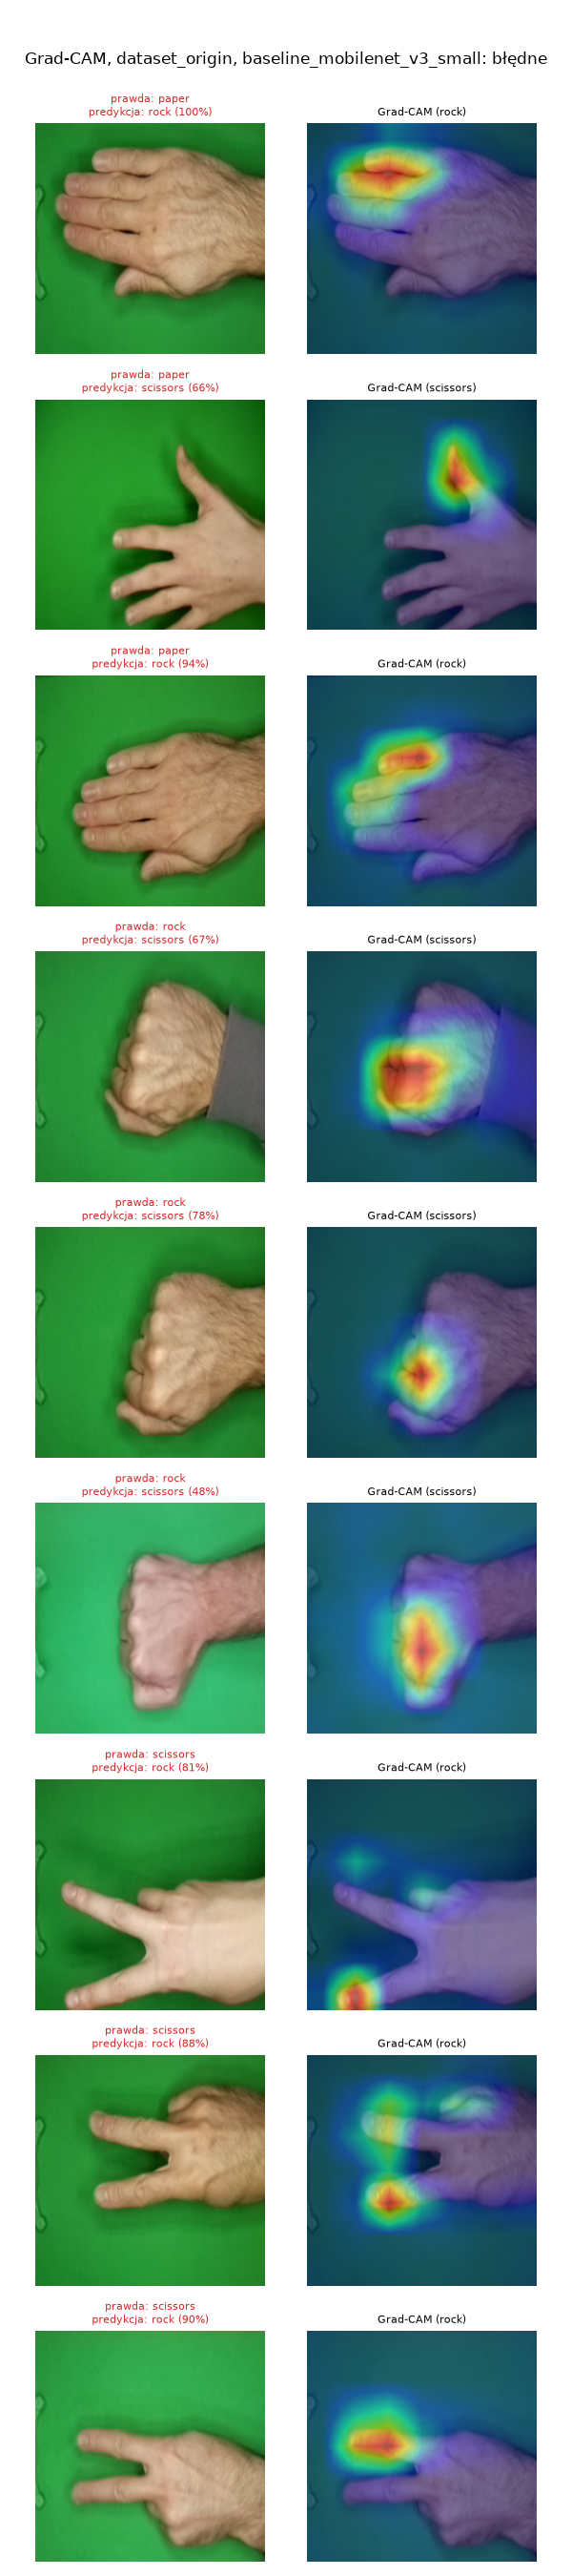 Grad-CAM, dataset_origin, baseline_mobilenet_v3_small: błędne
prawda: paper
predykcja: rock (100%)
Grad-CAM (rock)
prawda: paper
predykcja: scissors (66%)
Grad-CAM (scissors)
prawda: paper
predykcja: rock (94%)
Grad-CAM (rock)
prawda: rock
predykcja: scissors (67%)
Grad-CAM (scissors)
prawda: rock
predykcja: scissors (78%)
Grad-CAM (scissors)
prawda: rock
predykcja: scissors (48%)
Grad-CAM (scissors)
prawda: scissors
predykcja: rock (81%)
Grad-CAM (rock)
prawda: scissors
predykcja: rock (88%)
Grad-CAM (rock)
prawda: scissors
predykcja: rock (90%)
Grad-CAM (rock)